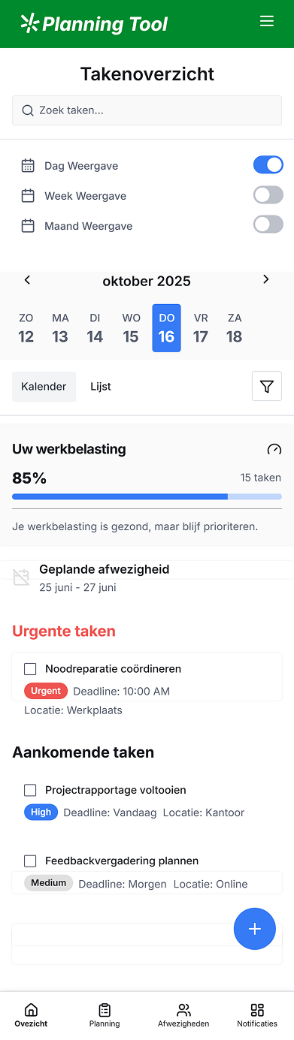 Planning Tool
Takenoverzicht
Zoek taken...
Dag Weergave
Week Weergave
Maand Weergave
oktober 2025
ZO MA DI WO DO VR ZA
12 13 14 15 16 17 18
Kalender Lijst
Uw werkbelasting
85% 15 taken
Je werkbelasting is gezond, maar blijf prioriteren.
Geplande afwezigheid
25 juni - 27 juni
Urgente taken
Noodreparatie coördineren
Urgent Deadline: 10:00 AM
Locatie: Werkplaats
Aankomende taken
Projectrapportage voltooien
High Deadline: Vandaag Locatie: Kantoor
Feedbackvergadering plannen
Medium Deadline: Morgen Locatie: Online
Ovezicht Planning Afwezigheden Notificaties